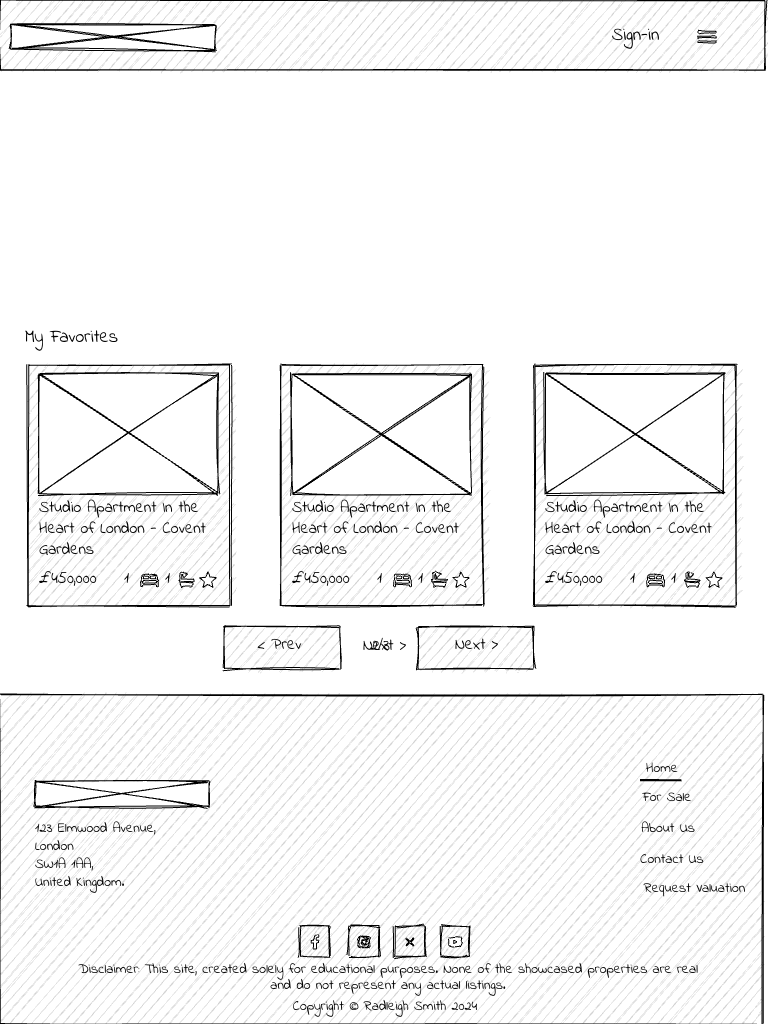 Sign-in
My Favorites
Studio Apartment in the
Heart of London - Covent
Gardens
£450,000 1 1
Studio Apartment in the
Heart of London - Covent
Gardens
£450,000 1 1
Studio Apartment in the
Heart of London - Covent
Gardens
£450,000 1 1
< Prev
>
Next >
Home
For Sale
About Us
Contact Us
Request Valuation
123 Elmwood Avenue,
London
SW1A 1AA,
United Kingdom.
Disclaimer: This site, created solely for educational purposes. None of the showcased properties are real
and do not represent any actual listings.
Copyright © Radleigh Smith 2024